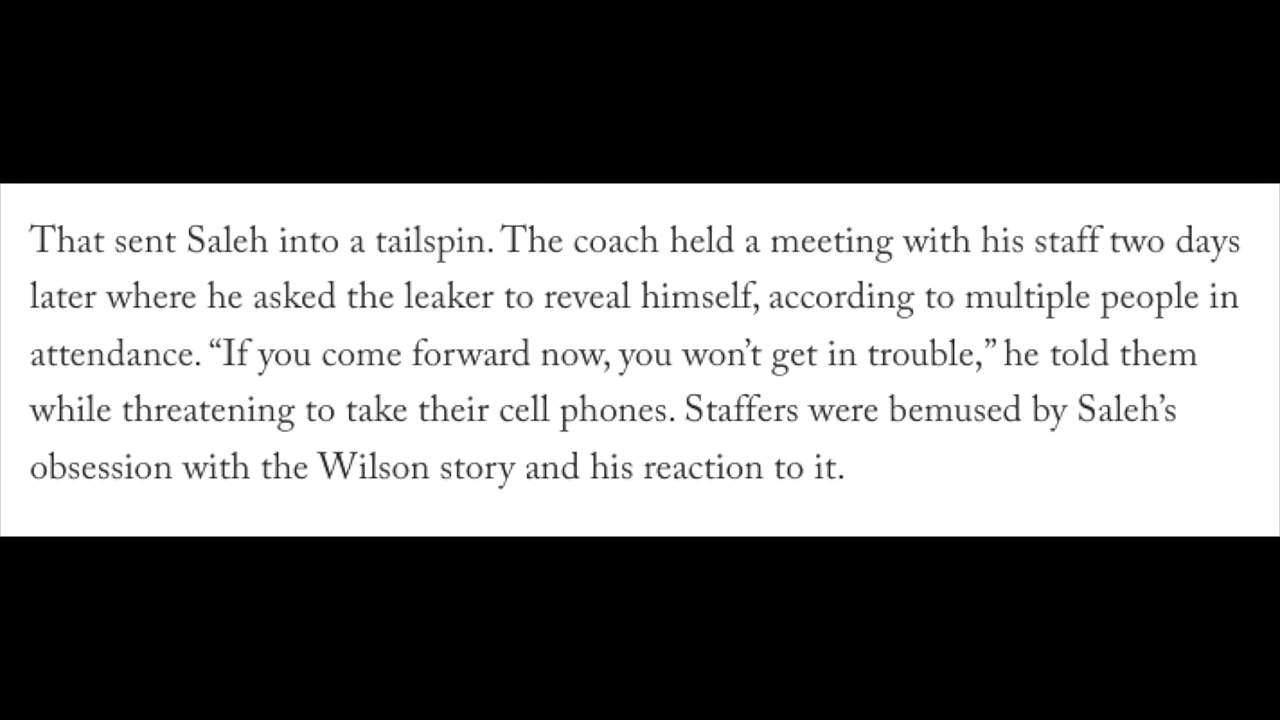 That sent Saleh into a tailspin. The coach held a meeting with his staff two days
later where he asked the leaker to reveal himself, according to multiple people in
attendance. “If you come forward now, you won’t get in trouble,” he told them
while threatening to take their cell phones. Staffers were bemused by Saleh’s
obsession with the Wilson story and his reaction to it.